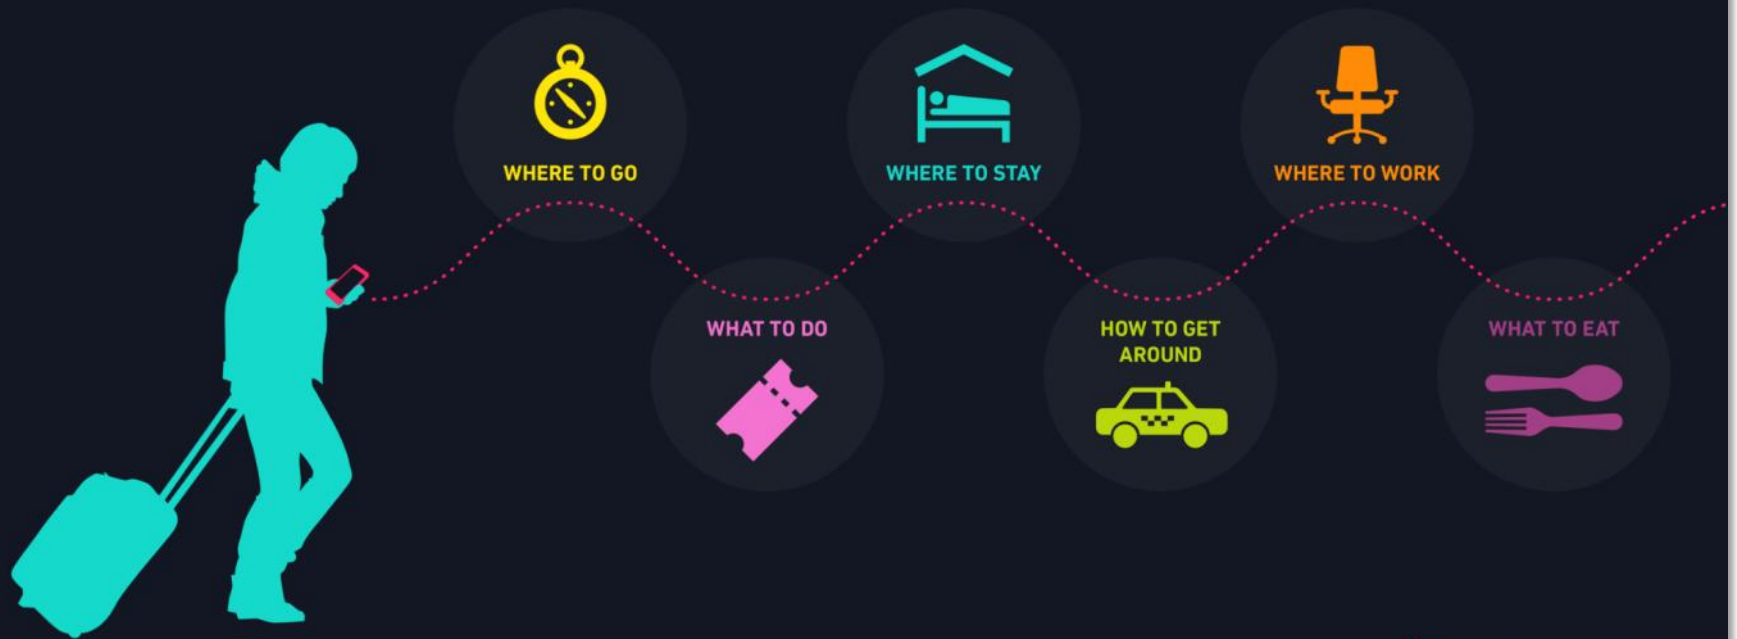 WHERE TO GO
WHAT TO DO
WHERE TO STAY
HOW TO GET
AROUND
WHERE TO WORK
WHAT TO EAT